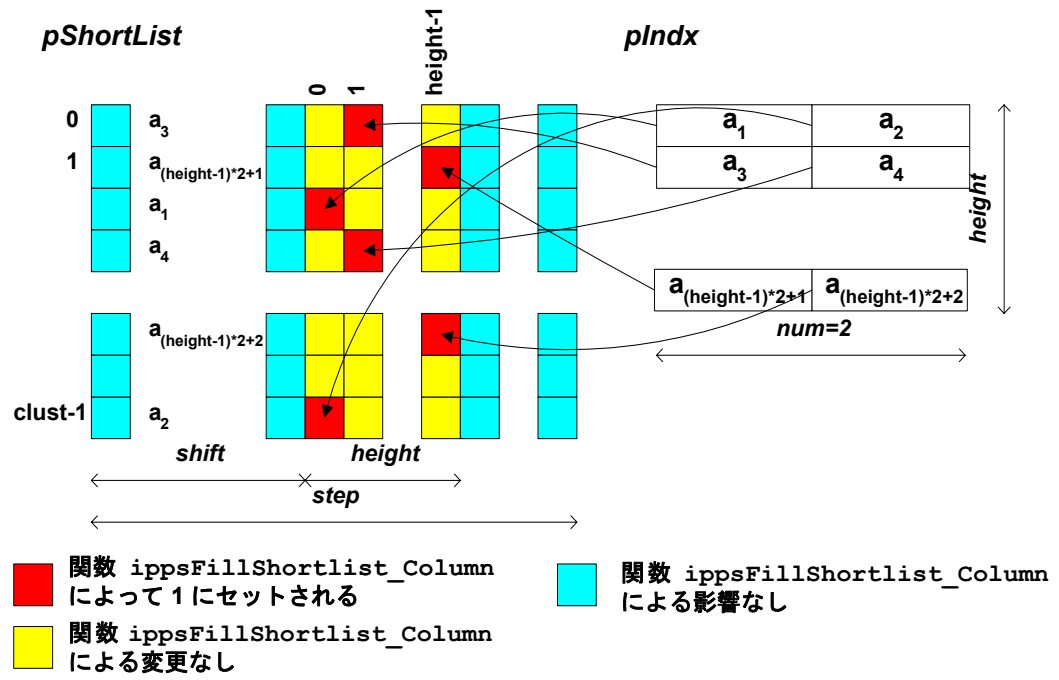 pShortList
pIndx
0
1
height-1
0
a3
a1
a2
1
a(height-1)*2+1
a3
a4
a1
a4
height
a(height-1)*2+1
a(height-1)*2+2
num=2
a(height-1)*2+2
clust-1
a2
shift
height
step
関数 ippsFillShortlist_Column
によって 1 にセットされる
関数 ippsFillShortlist_Column
による影響なし
関数 ippsFillShortlist_Column
による変更なし